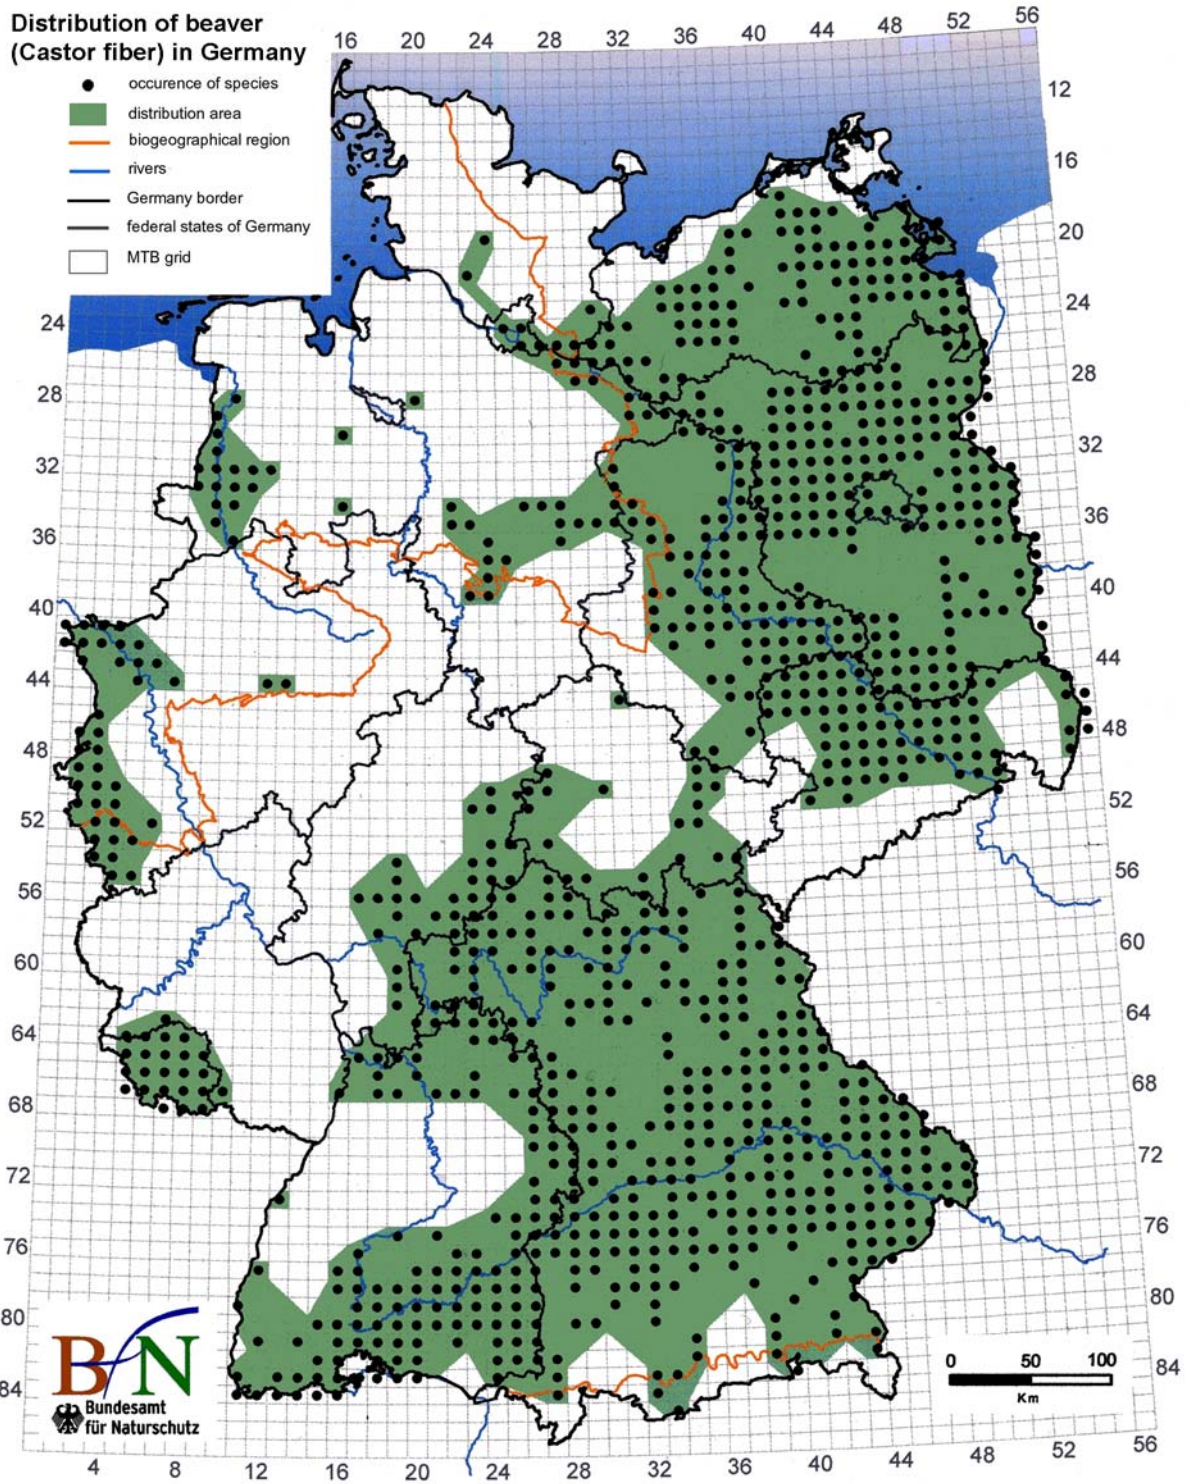 Distribution of beaver
(Castor fiber) in Germany
occurence of species
distribution area
biogeographical region
rivers
Germany border
federal states of Germany
MTB grid
16 20 24 28 32 36 40 44 48 52 56
12
16
20
24
28
32
36
40
44
48
52
56
60
64
68
72
76
80
84
24
28
32
36
40
44
48
52
56
60
64
68
72
76
80
84
BfN
Bundesamt
für Naturschutz
0 50 100
Km
4 8 12 16 20 24 28 32 36 40 44 48 52 56